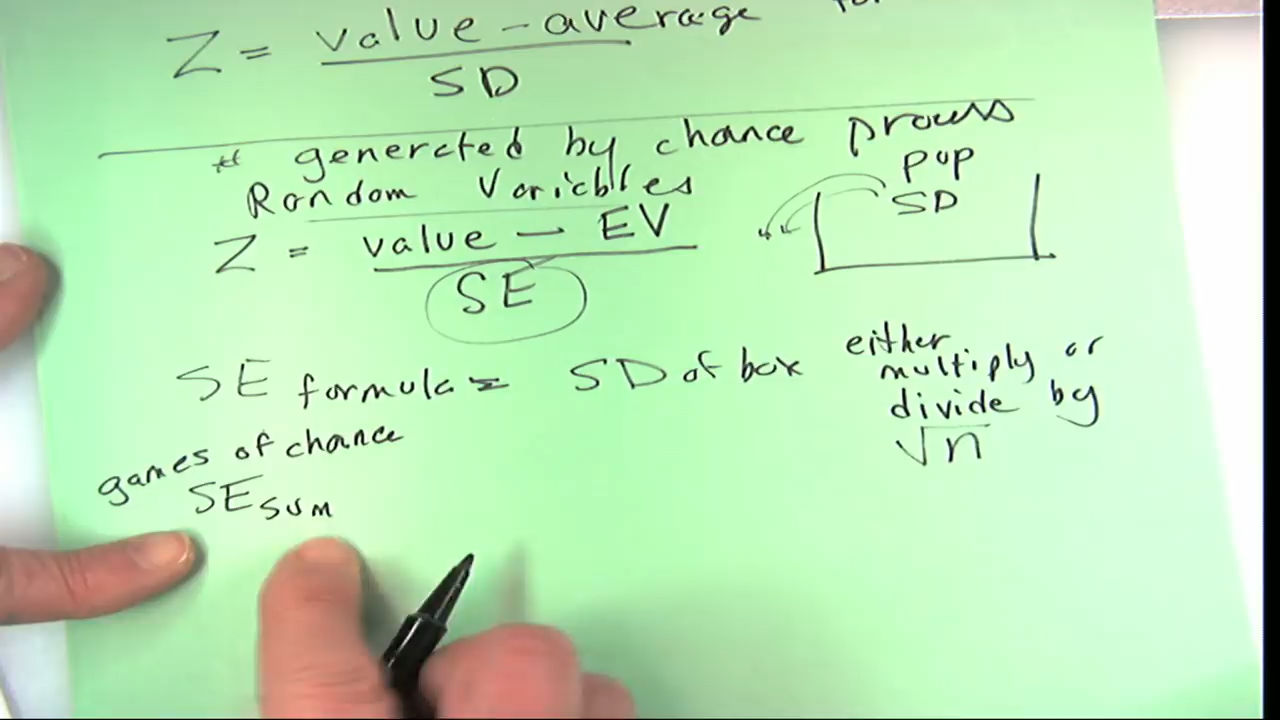 Z = value - average
SD
* generated by chance process
Random Variables
Z = value - EV
SE
pop
SD
SE formula = SD of box either
multiply or
divide by
√n
games of chance
SE SUM